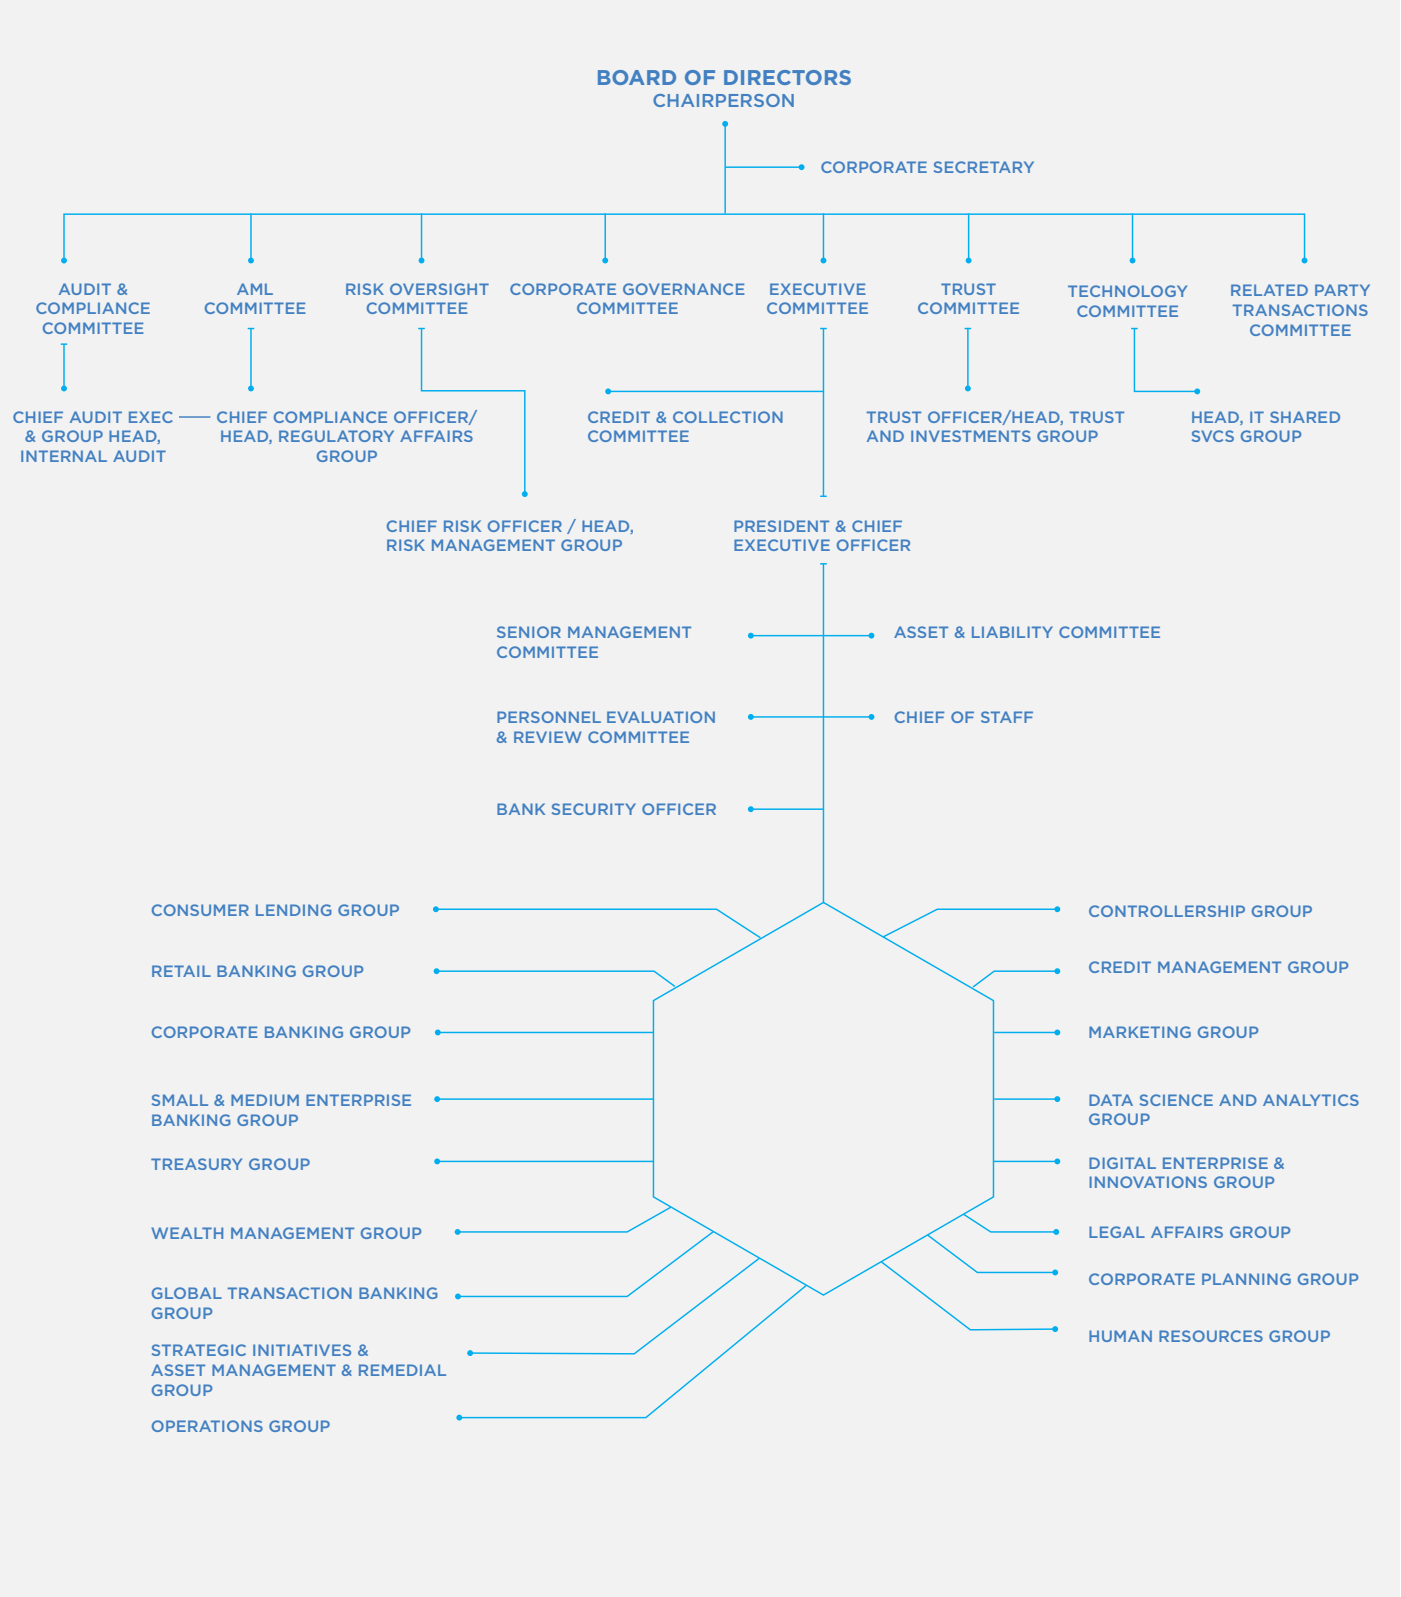 BOARD OF DIRECTORS
CHAIRPERSON
CORPORATE SECRETARY
AUDIT &
COMPLIANCE
COMMITTEE
AML
COMMITTEE
RISK OVERSIGHT
COMMITTEE
CORPORATE GOVERNANCE
COMMITTEE
EXECUTIVE
COMMITTEE
TRUST
COMMITTEE
TECHNOLOGY
COMMITTEE
RELATED PARTY
TRANSACTIONS
COMMITTEE
CHIEF AUDIT EXEC
& GROUP HEAD,
INTERNAL AUDIT
CHIEF COMPLIANCE OFFICER/
HEAD, REGULATORY AFFAIRS
GROUP
CREDIT & COLLECTION
COMMITTEE
TRUST OFFICER/HEAD, TRUST
AND INVESTMENTS GROUP
HEAD, IT SHARED
SVCS GROUP
CHIEF RISK OFFICER / HEAD,
RISK MANAGEMENT GROUP
PRESIDENT & CHIEF
EXECUTIVE OFFICER
SENIOR MANAGEMENT
COMMITTEE
ASSET & LIABILITY COMMITTEE
PERSONNEL EVALUATION
& REVIEW COMMITTEE
CHIEF OF STAFF
BANK SECURITY OFFICER
CONSUMER LENDING GROUP
RETAIL BANKING GROUP
CORPORATE BANKING GROUP
SMALL & MEDIUM ENTERPRISE
BANKING GROUP
TREASURY GROUP
WEALTH MANAGEMENT GROUP
GLOBAL TRANSACTION BANKING
GROUP
STRATEGIC INITIATIVES &
ASSET MANAGEMENT & REMEDIAL
GROUP
OPERATIONS GROUP
CONTROLLERSHIP GROUP
CREDIT MANAGEMENT GROUP
MARKETING GROUP
DATA SCIENCE AND ANALYTICS
GROUP
DIGITAL ENTERPRISE &
INNOVATIONS GROUP
LEGAL AFFAIRS GROUP
CORPORATE PLANNING GROUP
HUMAN RESOURCES GROUP